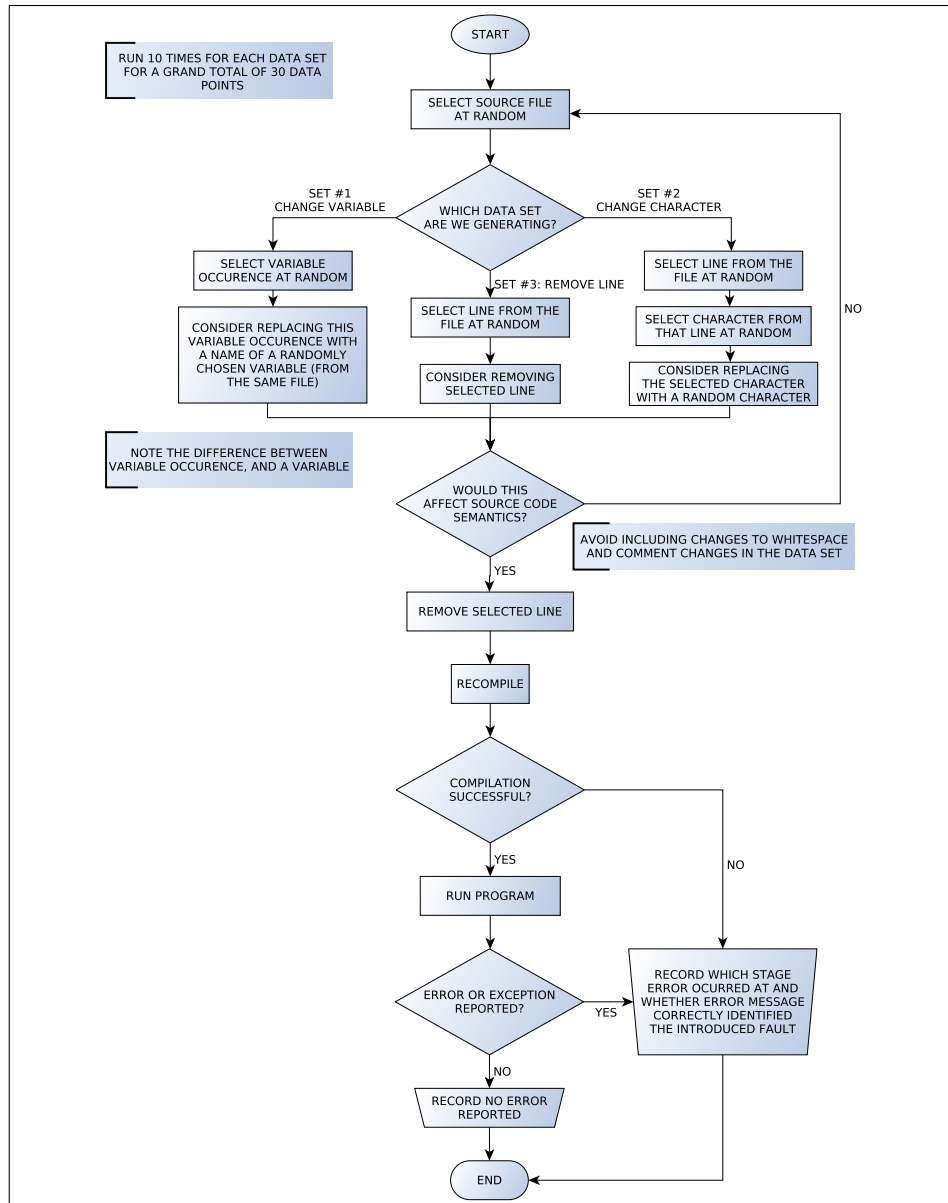 START
RUN 10 TIMES FOR EACH DATA SET
FOR A GRAND TOTAL OF 30 DATA
POINTS
SELECT SOURCE FILE
AT RANDOM
WHICH DATA SET
ARE WE GENERATING?
SET #1
CHANGE VARIABLE
SET #2
CHANGE CHARACTER
SET #3: REMOVE LINE
SELECT VARIABLE
OCCURENCE AT RANDOM
CONSIDER REPLACING THIS
VARIABLE OCCURENCE WITH
A NAME OF A RANDOMLY
CHOSEN VARIABLE (FROM
THE SAME FILE)
SELECT LINE FROM THE
FILE AT RANDOM
CONSIDER REMOVING
SELECTED LINE
SELECT LINE FROM THE
FILE AT RANDOM
SELECT CHARACTER FROM
THAT LINE AT RANDOM
CONSIDER REPLACING
THE SELECTED CHARACTER
WITH A RANDOM CHARACTER
NO
NOTE THE DIFFERENCE BETWEEN
VARIABLE OCCURENCE, AND A VARIABLE
WOULD THIS
AFFECT SOURCE CODE
SEMANTICS?
AVOID INCLUDING CHANGES TO WHITESPACE
AND COMMENT CHANGES IN THE DATA SET
YES
REMOVE SELECTED LINE
RECOMPILE
COMPILATION
SUCCESSFUL?
YES
NO
RUN PROGRAM
ERROR OR EXCEPTION
REPORTED?
YES
RECORD WHICH STAGE
ERROR OCURRED AT AND
WHETHER ERROR MESSAGE
CORRECTLY IDENTIFIED
THE INTRODUCED FAULT
NO
RECORD NO ERROR
REPORTED
END